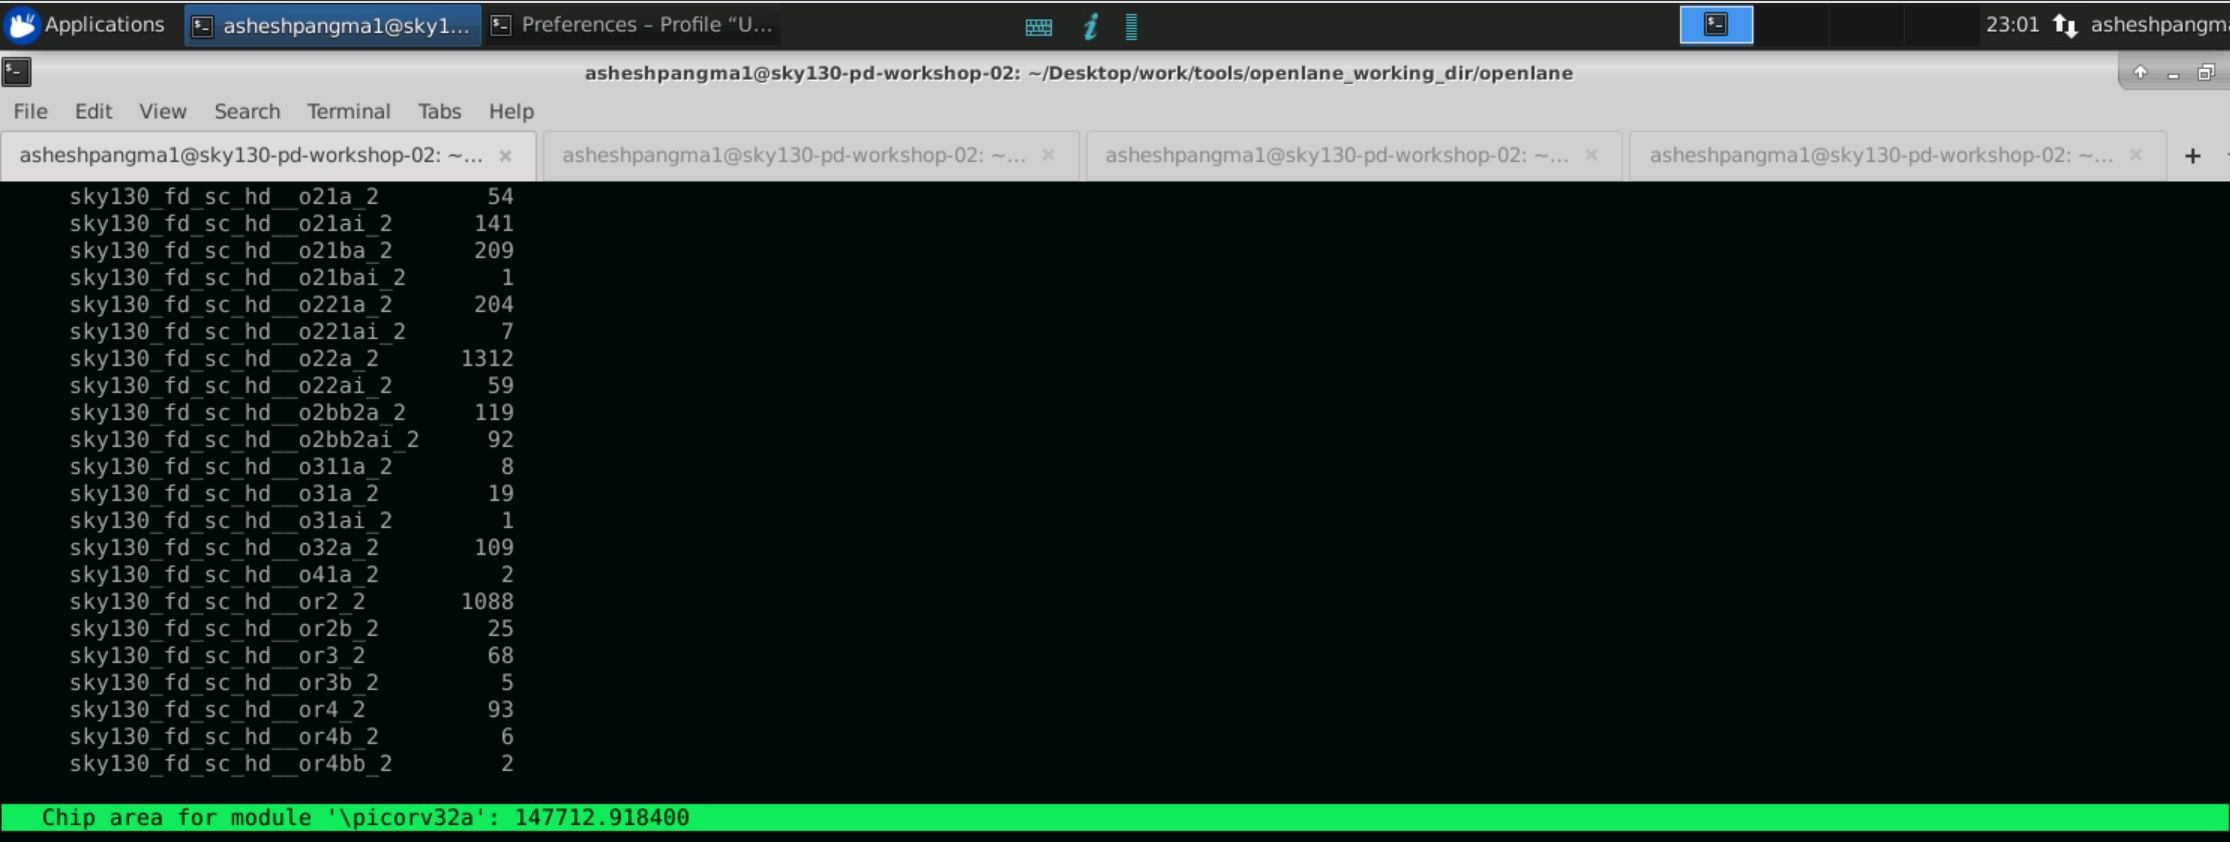 Applications asheshpangma1@sky1... Preferences – Profile “U... 23:01 asheshpangma
asheshpangma1@sky130-pd-workshop-02: ~/Desktop/work/tools/openlane_working_dir/openlane
File Edit View Search Terminal Tabs Help
asheshpangma1@sky130-pd-workshop-02: ~... × asheshpangma1@sky130-pd-workshop-02: ~... × asheshpangma1@sky130-pd-workshop-02: ~... × asheshpangma1@sky130-pd-workshop-02: ~... × +
sky130_fd_sc_hd__o21a_2 54
sky130_fd_sc_hd__o21ai_2 141
sky130_fd_sc_hd__o21ba_2 209
sky130_fd_sc_hd__o21bai_2 1
sky130_fd_sc_hd__o221a_2 204
sky130_fd_sc_hd__o221ai_2 7
sky130_fd_sc_hd__o22a_2 1312
sky130_fd_sc_hd__o22ai_2 59
sky130_fd_sc_hd__o2bb2a_2 119
sky130_fd_sc_hd__o2bb2ai_2 92
sky130_fd_sc_hd__o311a_2 8
sky130_fd_sc_hd__o31a_2 19
sky130_fd_sc_hd__o31ai_2 1
sky130_fd_sc_hd__o32a_2 109
sky130_fd_sc_hd__o41a_2 2
sky130_fd_sc_hd__or2_2 1088
sky130_fd_sc_hd__or2b_2 25
sky130_fd_sc_hd__or3_2 68
sky130_fd_sc_hd__or3b_2 5
sky130_fd_sc_hd__or4_2 93
sky130_fd_sc_hd__or4b_2 6
sky130_fd_sc_hd__or4bb_2 2
Chip area for module '\picorv32a': 147712.918400